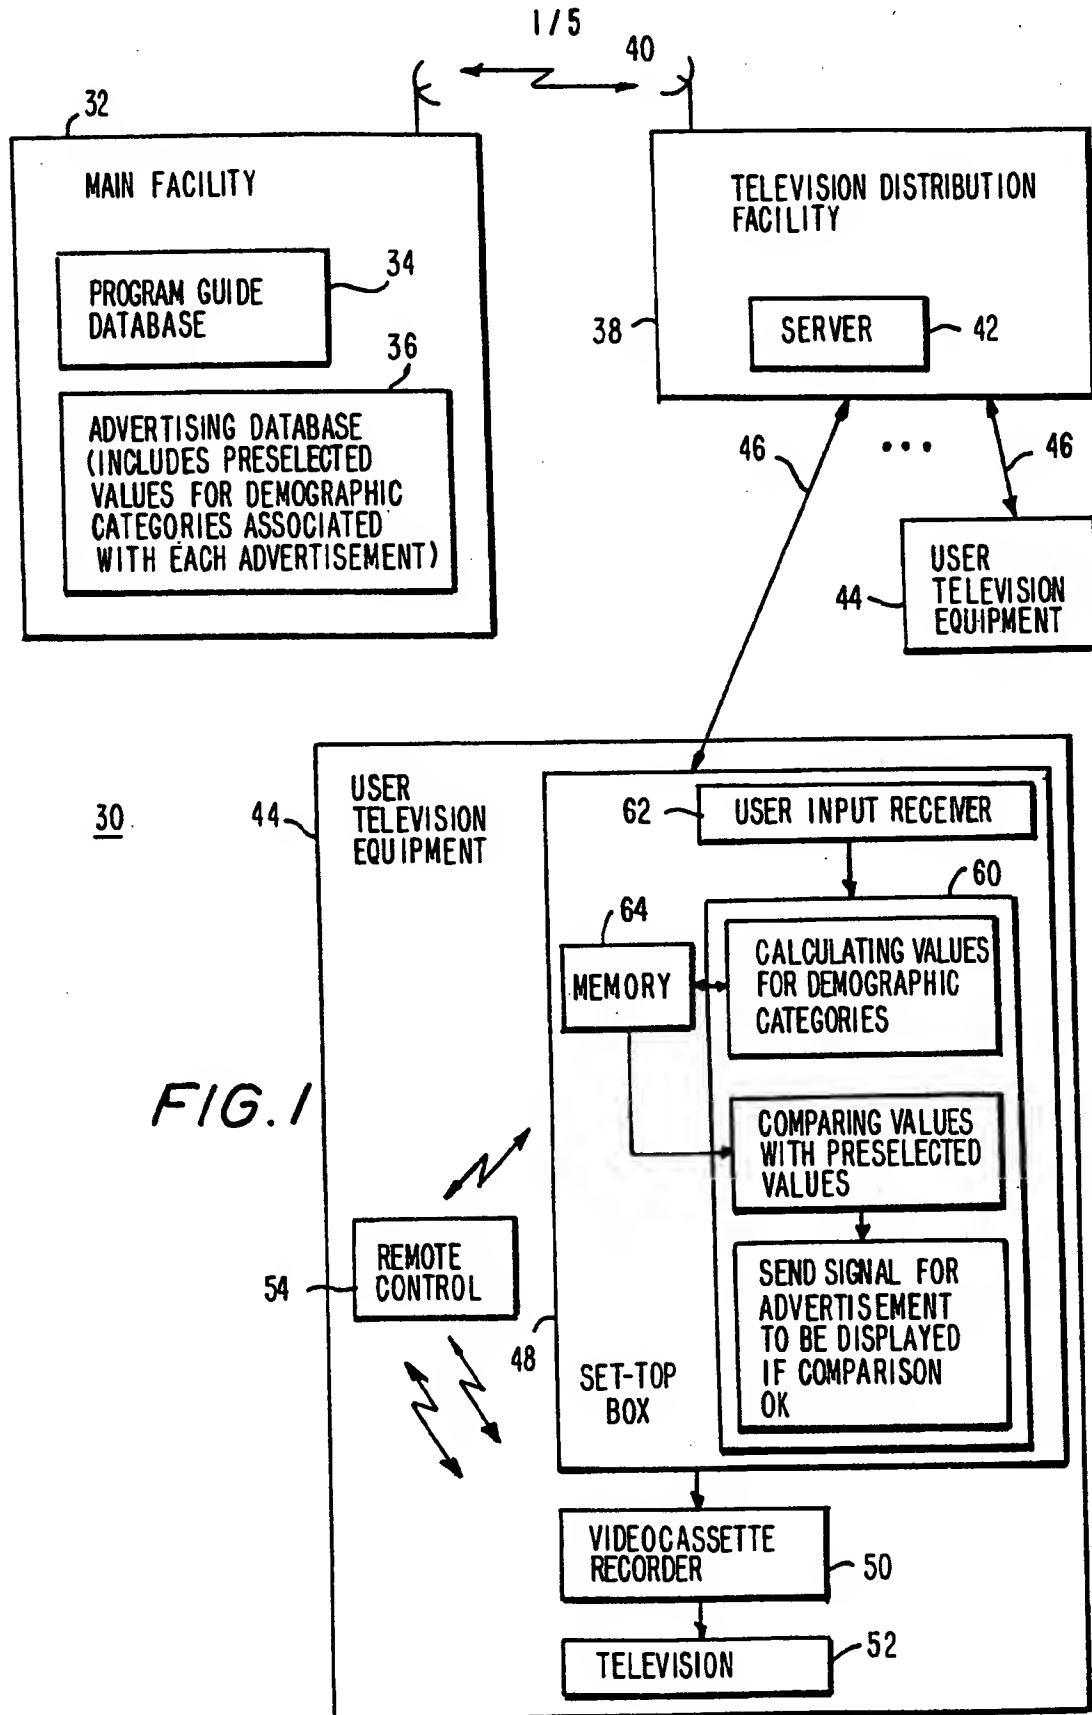 1/5
40
32
MAIN FACILITY
34
PROGRAM GUIDE
DATABASE
36
ADVERTISING DATABASE
(INCLUDES PRESELECTED
VALUES FOR DEMOGRAPHIC
CATEGORIES ASSOCIATED
WITH EACH ADVERTISEMENT)
TELEVISION DISTRIBUTION
FACILITY
38
SERVER
42
46
...
46
44
USER
TELEVISION
EQUIPMENT
30
44
USER
TELEVISION
EQUIPMENT
62
USER INPUT RECEIVER
60
64
MEMORY
CALCULATING VALUES
FOR DEMOGRAPHIC
CATEGORIES
FIG. 1
COMPARING VALUES
WITH PRESELECTED
VALUES
REMOTE
CONTROL
54
SEND SIGNAL FOR
ADVERTISEMENT
TO BE DISPLAYED
IF COMPARISON
OK
48
SET-TOP
BOX
VIDEOCASSETTE
RECORDER
50
TELEVISION
52